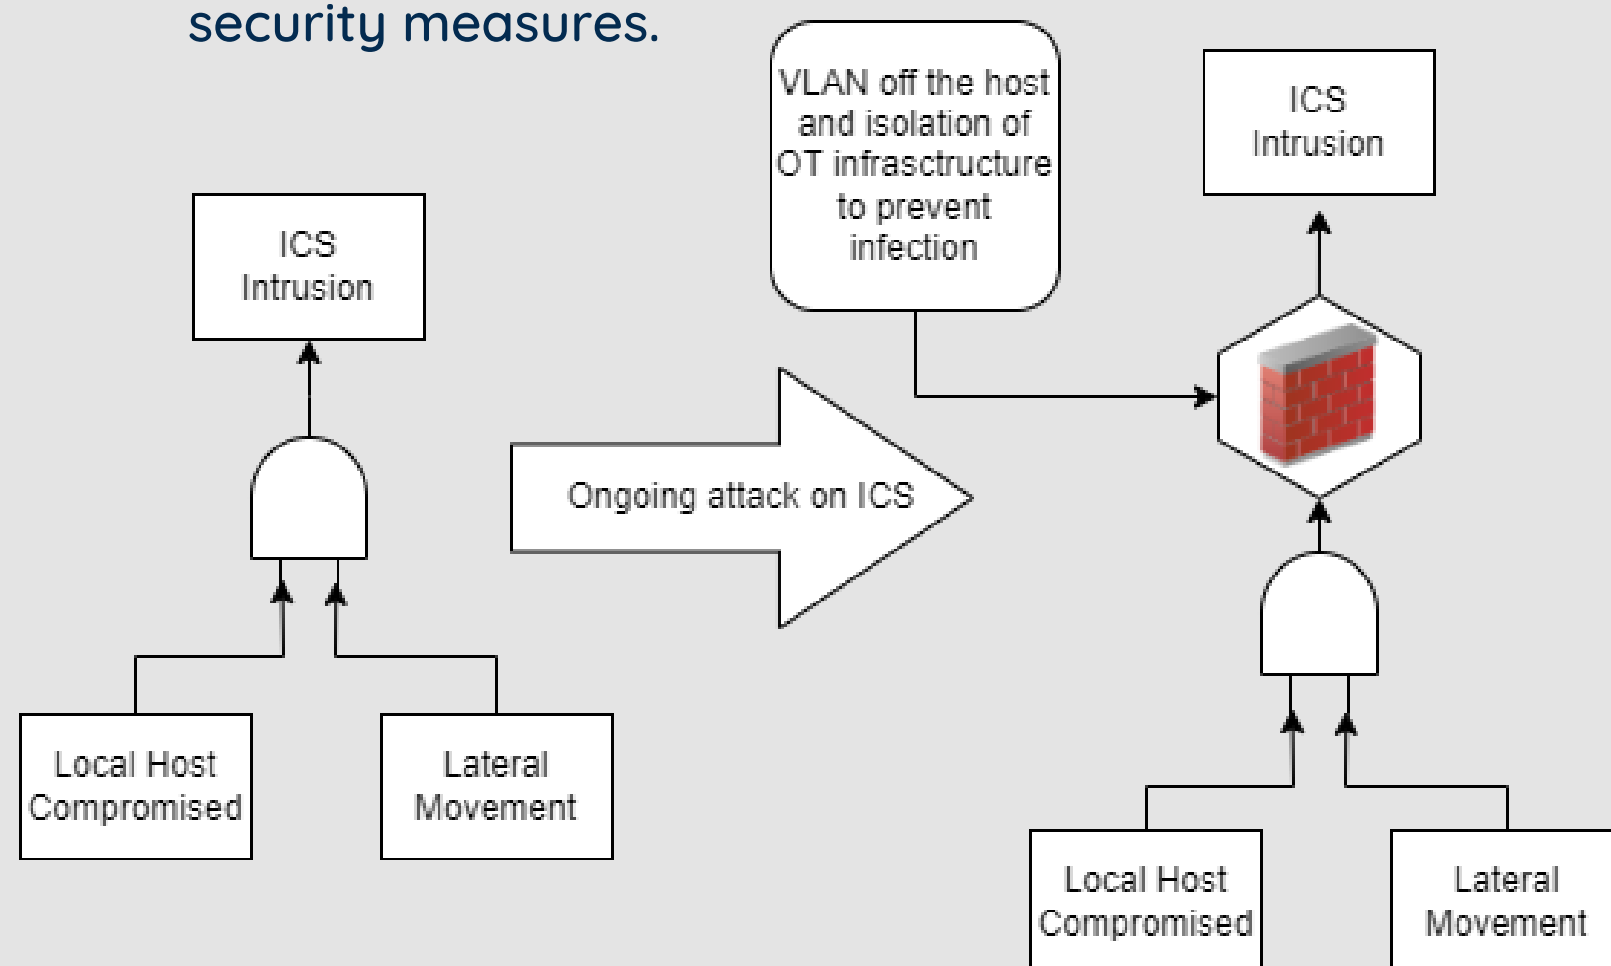 security measures.
ICS
Intrusion
Local Host
Compromised
Lateral
Movement
Ongoing attack on ICS
VLAN off the host
and isolation of
OT infrasctructure
to prevent
infection
ICS
Intrusion
Local Host
Compromised
Lateral
Movement